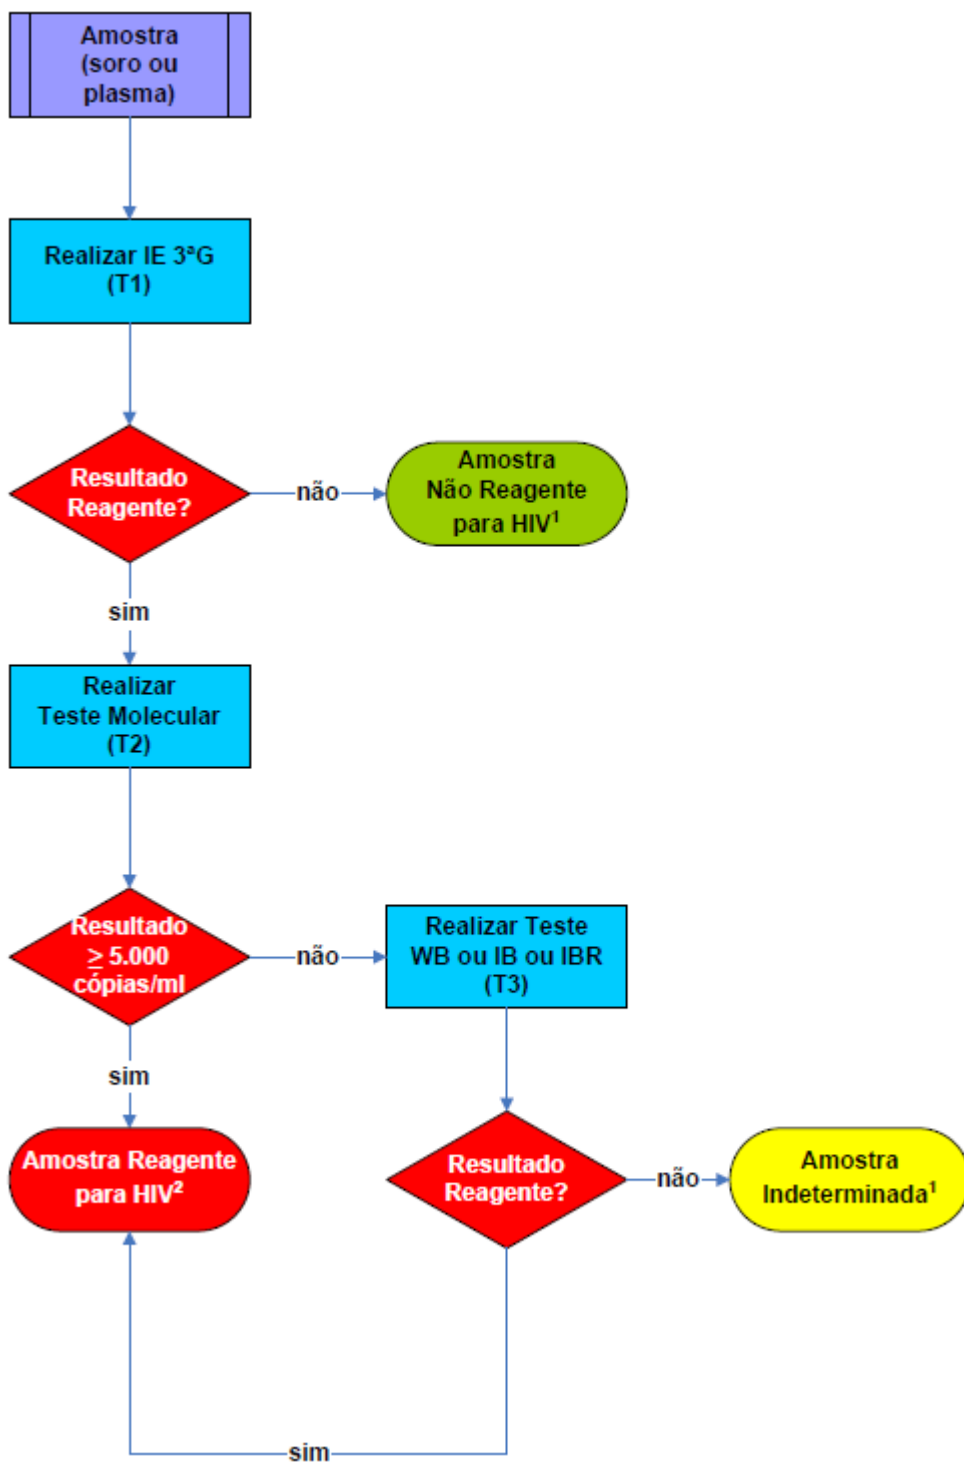 Amostra
(soro ou
plasma)
Realizar IE 3ªG
(T1)
Resultado
Reagente?
não
Amostra
Não Reagente
para HIV¹
sim
Realizar
Teste Molecular
(T2)
Resultado
≥ 5.000
cópias/ml
não
Realizar Teste
WB ou IB ou IBR
(T3)
sim
Amostra Reagente
para HIV²
Resultado
Reagente?
não
Amostra
Indeterminada¹
sim